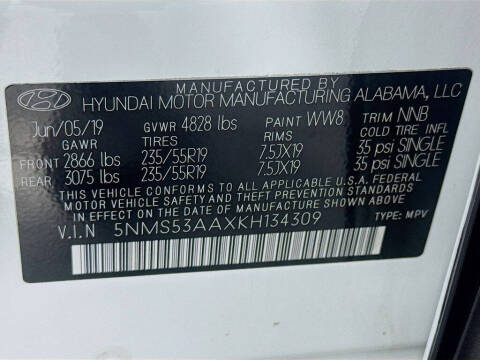 MANUFACTURED BY
HYUNDAI MOTOR MANUFACTURING ALABAMA, LLC
Jun/05/19 GVWR 4828 lbs PAINT WW8 TRIM NNB
GAWR TIRES RIMS COLD TIRE INFL
FRONT 2866 lbs 235/55R19 7.5JX19 35 psi SINGLE
REAR 3075 lbs 235/55R19 7.5JX19 35 psi SINGLE
THIS VEHICLE CONFORMS TO ALL APPLICABLE U.S.A. FEDERAL
MOTOR VEHICLE SAFETY AND THEFT PREVENTION STANDARDS
IN EFFECT ON THE DATE OF MANUFACTURE SHOWN ABOVE.
V.I.N 5NMS53AAXKH134309 TYPE: MPV